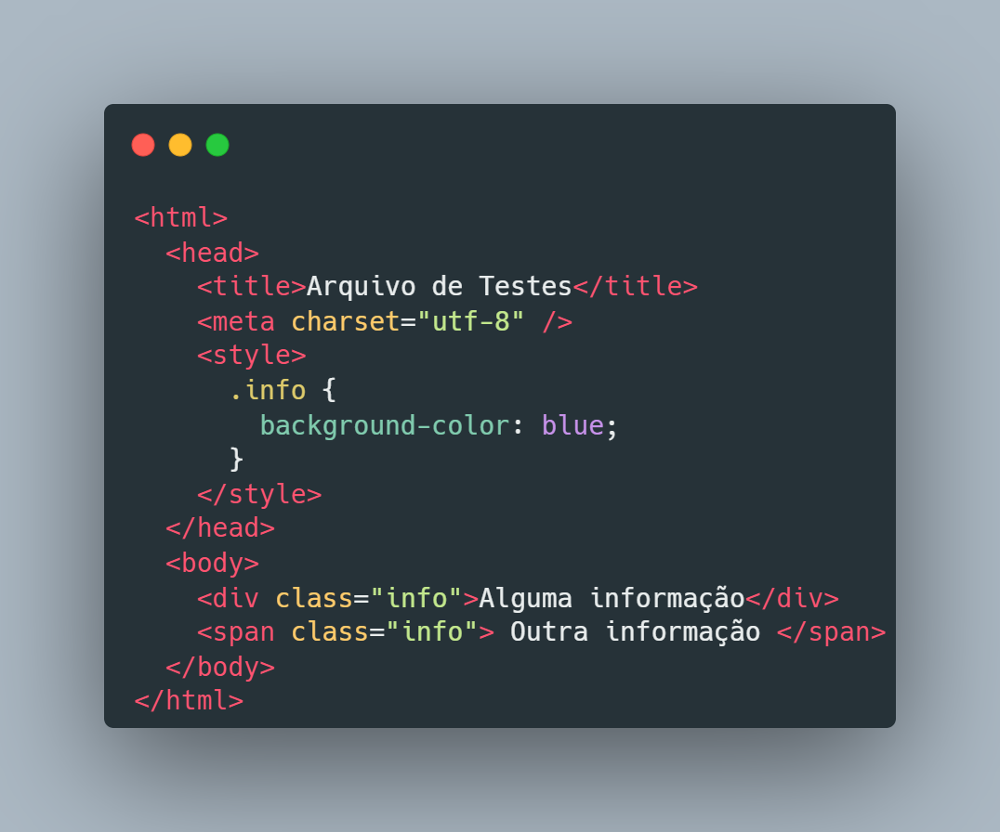 <html>
  <head>
    <title>Arquivo de Testes</title>
    <meta charset="utf-8" />
    <style>
      .info {
        background-color: blue;
      }
    </style>
  </head>
  <body>
    <div class="info">Alguma informação</div>
    <span class="info"> Outra informação </span>
  </body>
</html>